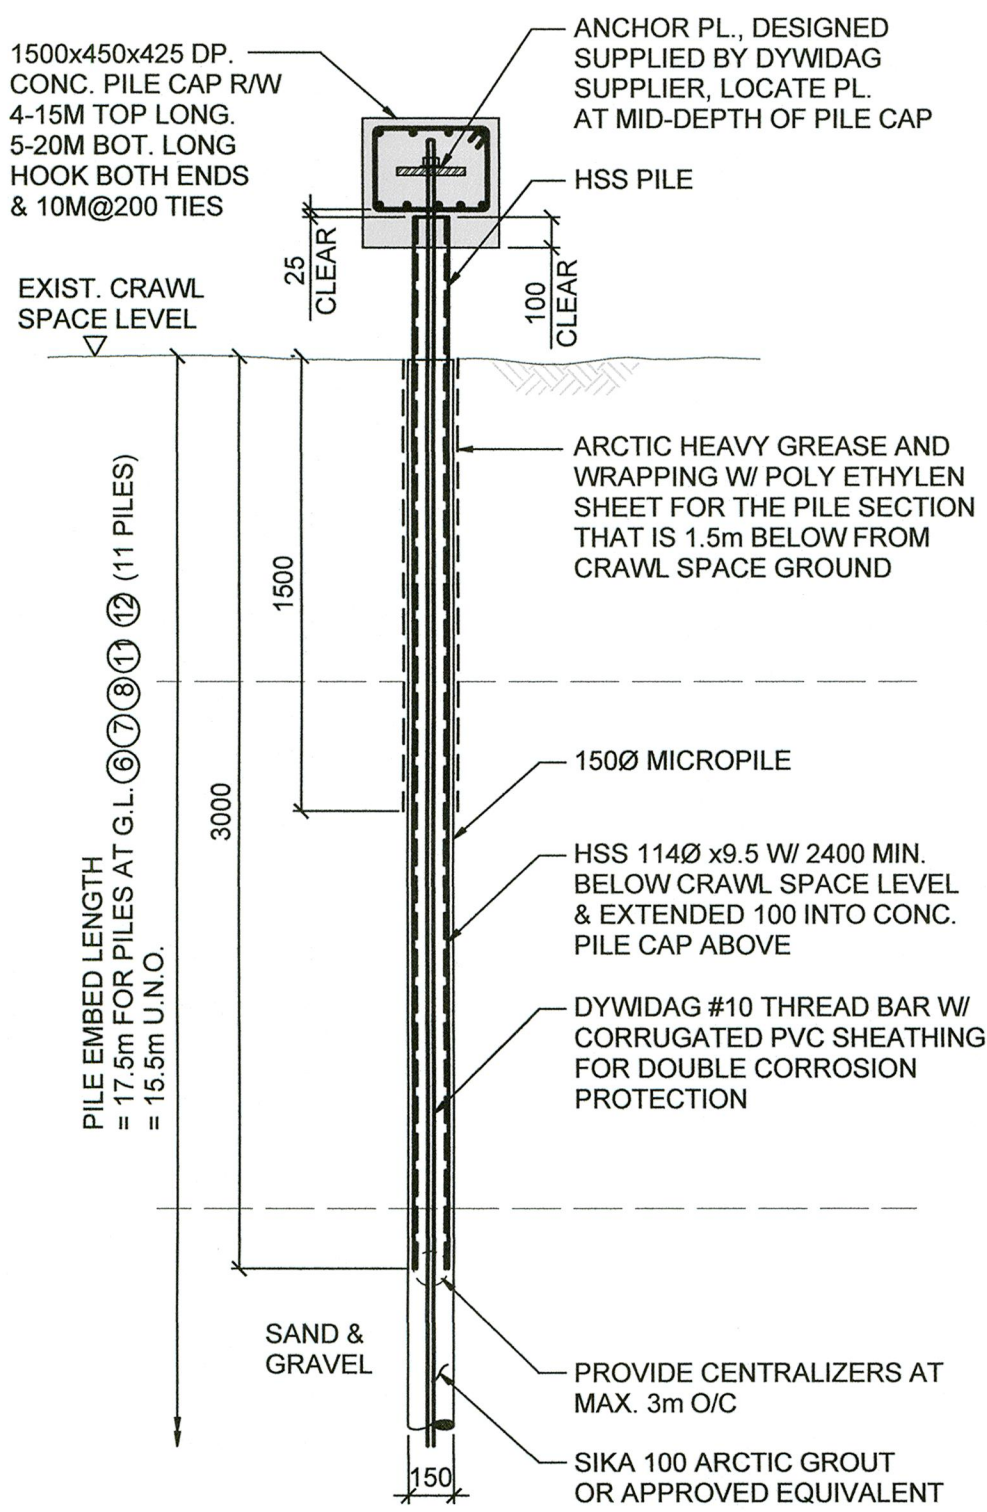 1500x450x425 DP.
CONC. PILE CAP R/W
4-15M TOP LONG.
5-20M BOT. LONG
HOOK BOTH ENDS
& 10M@200 TIES
ANCHOR PL., DESIGNED
SUPPLIED BY DYWIDAG
SUPPLIER, LOCATE PL.
AT MID-DEPTH OF PILE CAP
HSS PILE
25
CLEAR
100
CLEAR
EXIST. CRAWL
SPACE LEVEL
ARCTIC HEAVY GREASE AND
WRAPPING W/ POLY ETHYLEN
SHEET FOR THE PILE SECTION
THAT IS 1.5m BELOW FROM
CRAWL SPACE GROUND
1500
3000
PILE EMBED LENGTH
= 17.5m FOR PILES AT G.L. 6 7 8 11 12 (11 PILES)
= 15.5m U.N.O.
150Ø MICROPILE
HSS 114Ø x9.5 W/ 2400 MIN.
BELOW CRAWL SPACE LEVEL
& EXTENDED 100 INTO CONC.
PILE CAP ABOVE
DYWIDAG #10 THREAD BAR W/
CORRUGATED PVC SHEATHING
FOR DOUBLE CORROSION
PROTECTION
SAND &
GRAVEL
PROVIDE CENTRALIZERS AT
MAX. 3m O/C
SIKA 100 ARCTIC GROUT
OR APPROVED EQUIVALENT
150